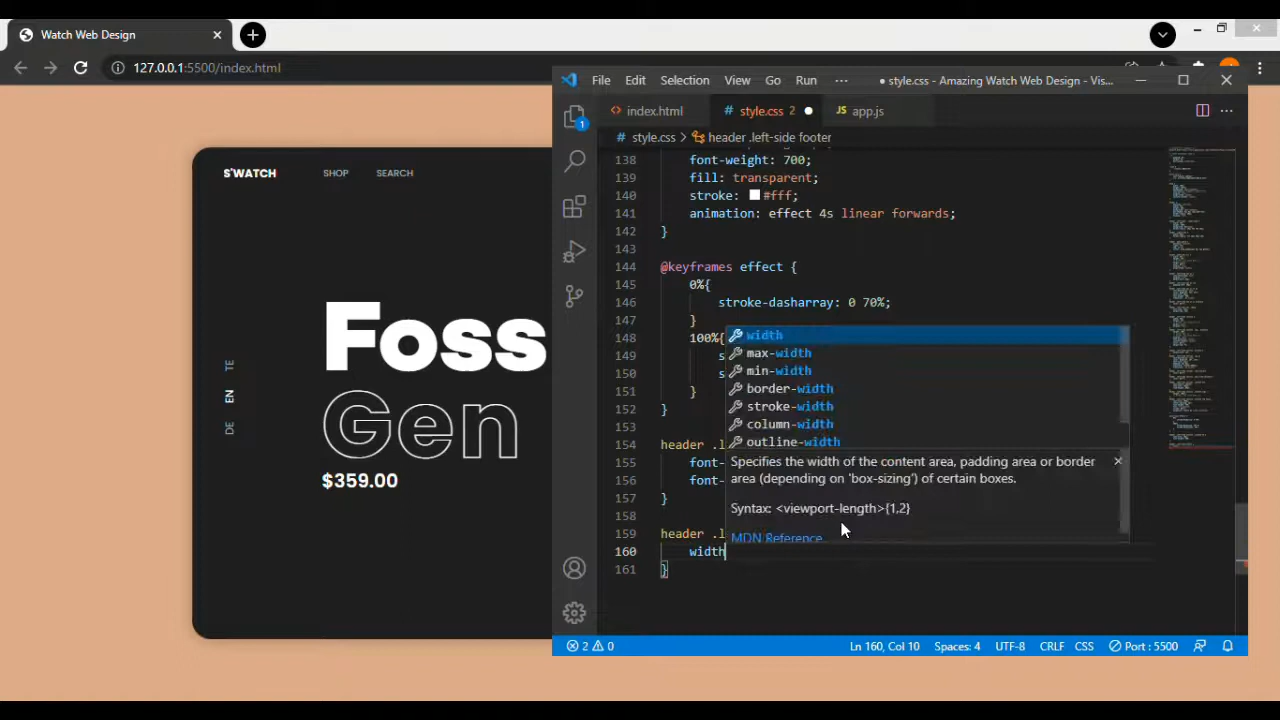 Watch Web Design
127.0.0.1:5500/index.html
File Edit Selection View Go Run ··· ● style.css - Amazing Watch Web Design - Vis...
1
<> index.html
# style.css 2 ●
JS app.js
# style.css > header .left-side footer
138 font-weight: 700;
139 fill: transparent;
140 stroke: #fff;
141 animation: effect 4s linear forwards;
142 }
143
144 @keyframes effect {
145 0%{
146 stroke-dasharray: 0 70%;
147 }
148 100%{
149 s
150 s
151 }
152 }
153
154 header .l
155 font-
156 font-
157 }
158
159 header .l
160 width
161 }
width
max-width
min-width
border-width
stroke-width
column-width
outline-width
Specifies the width of the content area, padding area or border
area (depending on 'box-sizing') of certain boxes.
Syntax: <viewport-length>{1,2}
MDN Reference
S'WATCH SHOP SEARCH
Foss
Gen
$359.00
TE
EN
DE
2 0 Ln 160, Col 10 Spaces: 4 UTF-8 CRLF CSS Port : 5500